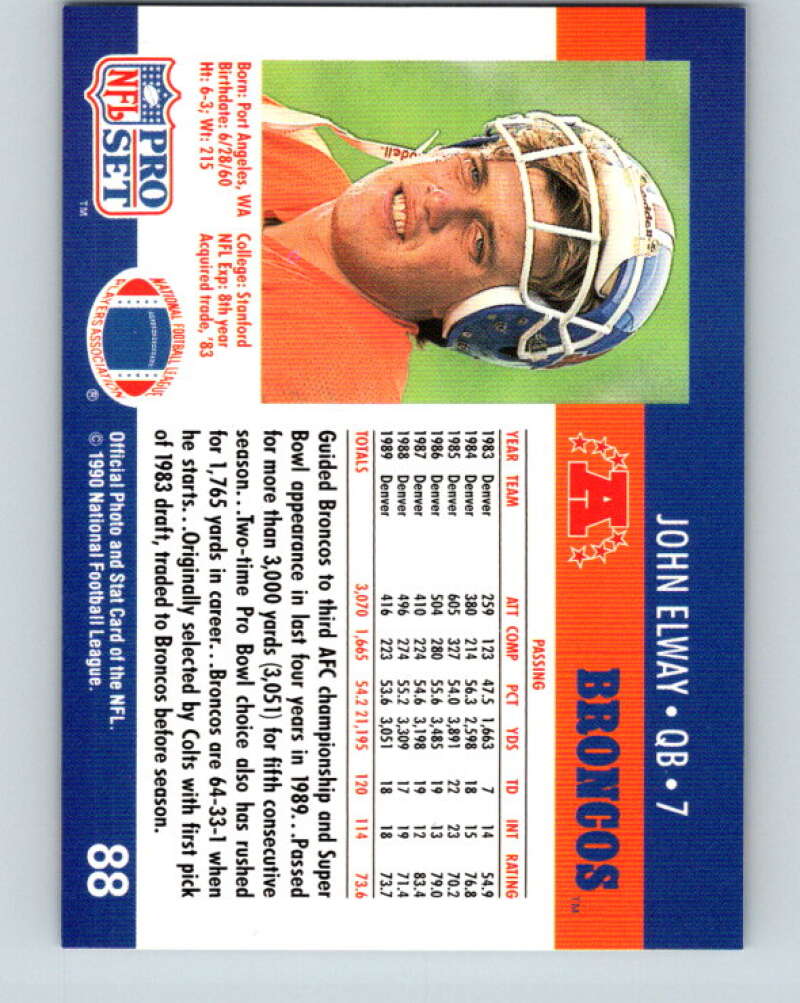 JOHN ELWAY • QB • 7
A
BRONCOS™
PASSING
YEAR TEAM ATT COMP PCT YDS TD INT RATING
1983 Denver 259 123 47.5 1,663 7 14 54.9
1984 Denver 380 214 56.3 2,598 18 15 76.8
1985 Denver 605 327 54.0 3,891 22 23 70.2
1986 Denver 504 280 55.6 3,485 19 13 79.0
1987 Denver 410 224 54.6 3,198 19 12 83.4
1988 Denver 496 274 55.2 3,309 17 19 71.4
1989 Denver 416 223 53.6 3,051 18 18 73.7
TOTALS 3,070 1,665 54.2 21,195 120 114 73.6
Guided Broncos to third AFC championship and Super
Bowl appearance in last four years in 1989...Passed
for more than 3,000 yards (3,051) for fifth consecutive
season...Two-time Pro Bowl choice also has rushed
for 1,765 yards in career...Broncos are 64-33-1 when
he starts...Originally selected by Colts with first pick
of 1983 draft, traded to Broncos before season.
Born: Port Angeles, WA
Birthdate: 6/28/60
Ht: 6-3; Wt: 215
College: Stanford
NFL Exp: 8th year
Acquired trade, '83
NFL
PRO
SET
™
NATIONAL FOOTBALL LEAGUE
PLAYERS ASSOCIATION
®
Official Photo and Stat Card of the NFL.
© 1990 National Football League.
88